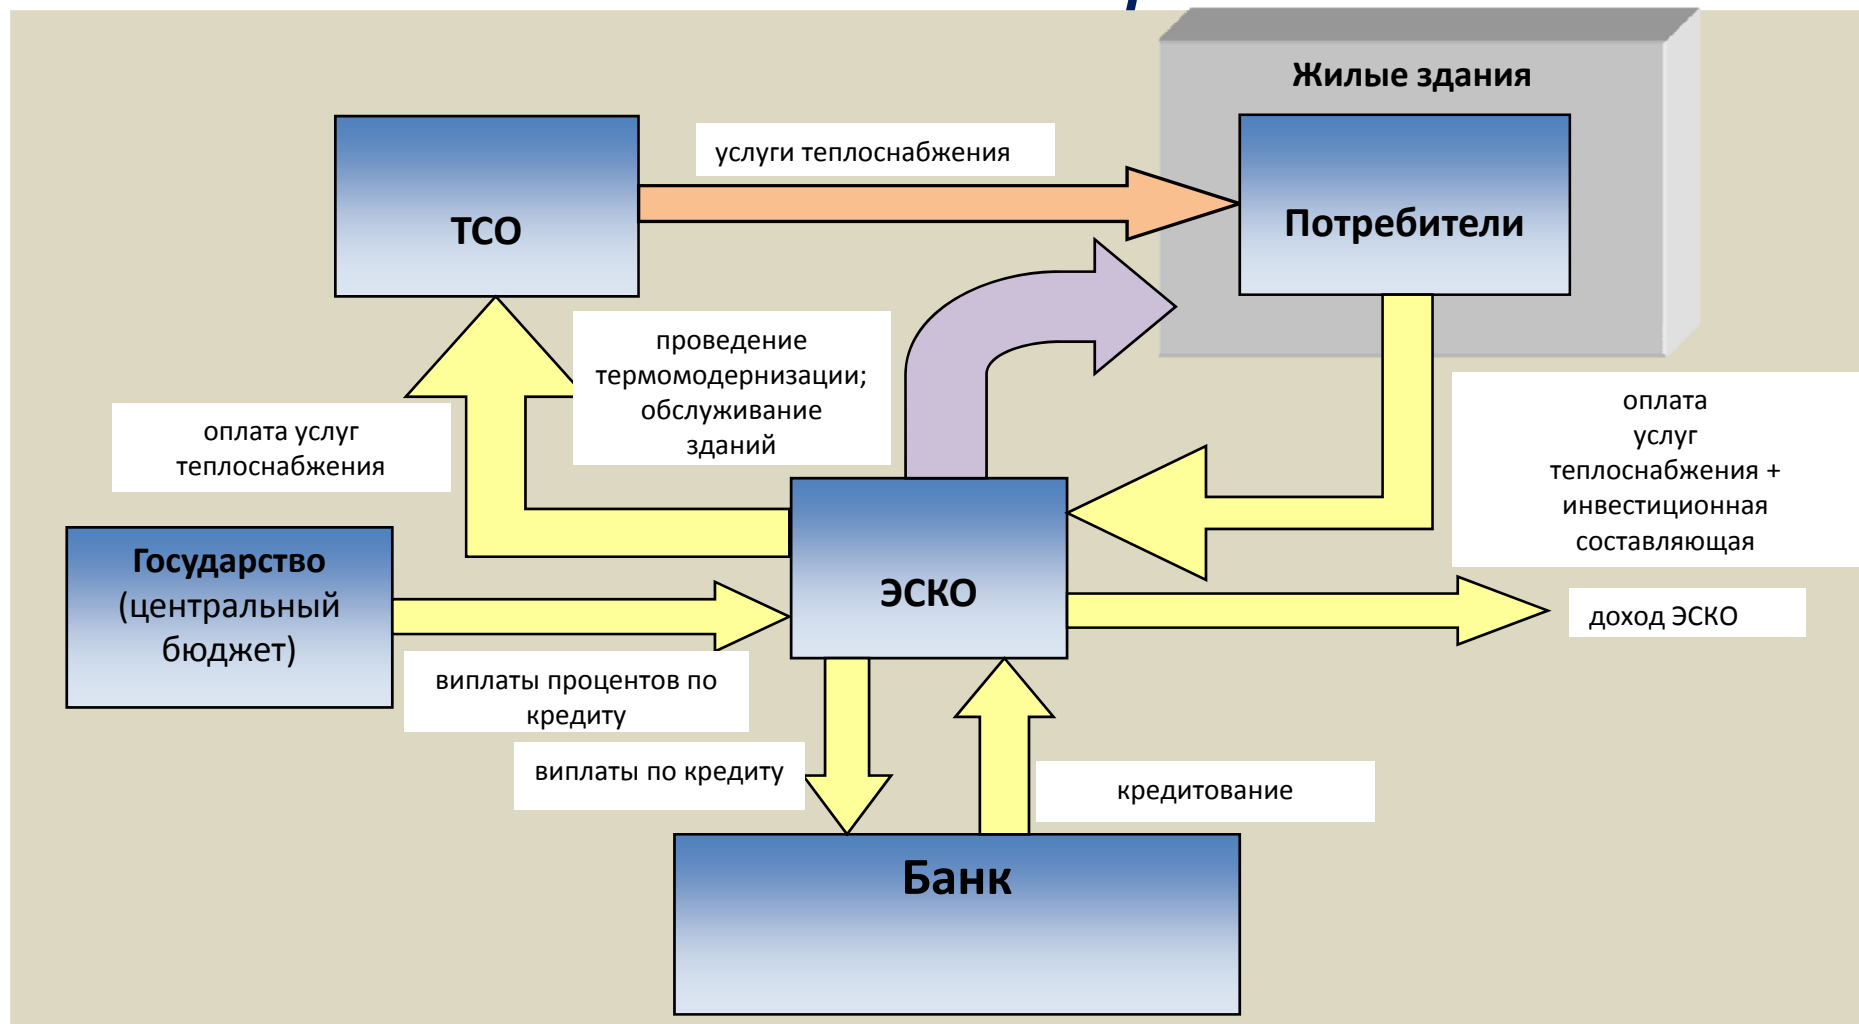 Жилые здания
услуги теплоснабжения
ТСО
Потребители
проведение
термомодернизации;
обслуживание
зданий
оплата услуг
теплоснабжения
оплата
услуг
теплоснабжения +
инвестиционная
составляющая
Государство
(центральный
бюджет)
ЭСКО
доход ЭСКО
виплаты процентов по
кредиту
виплаты по кредиту
кредитование
Банк